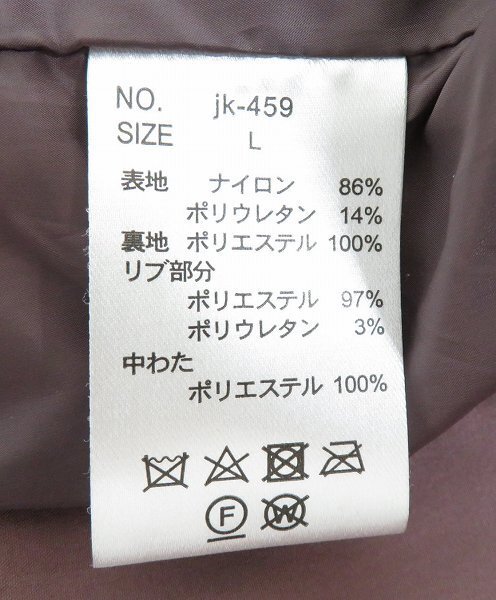 NO. jk-459
SIZE L
表地 ナイロン 86%
ポリウレタン 14%
裏地 ポリエステル 100%
リブ部分
ポリエステル 97%
ポリウレタン 3%
中わた
ポリエステル 100%
F W